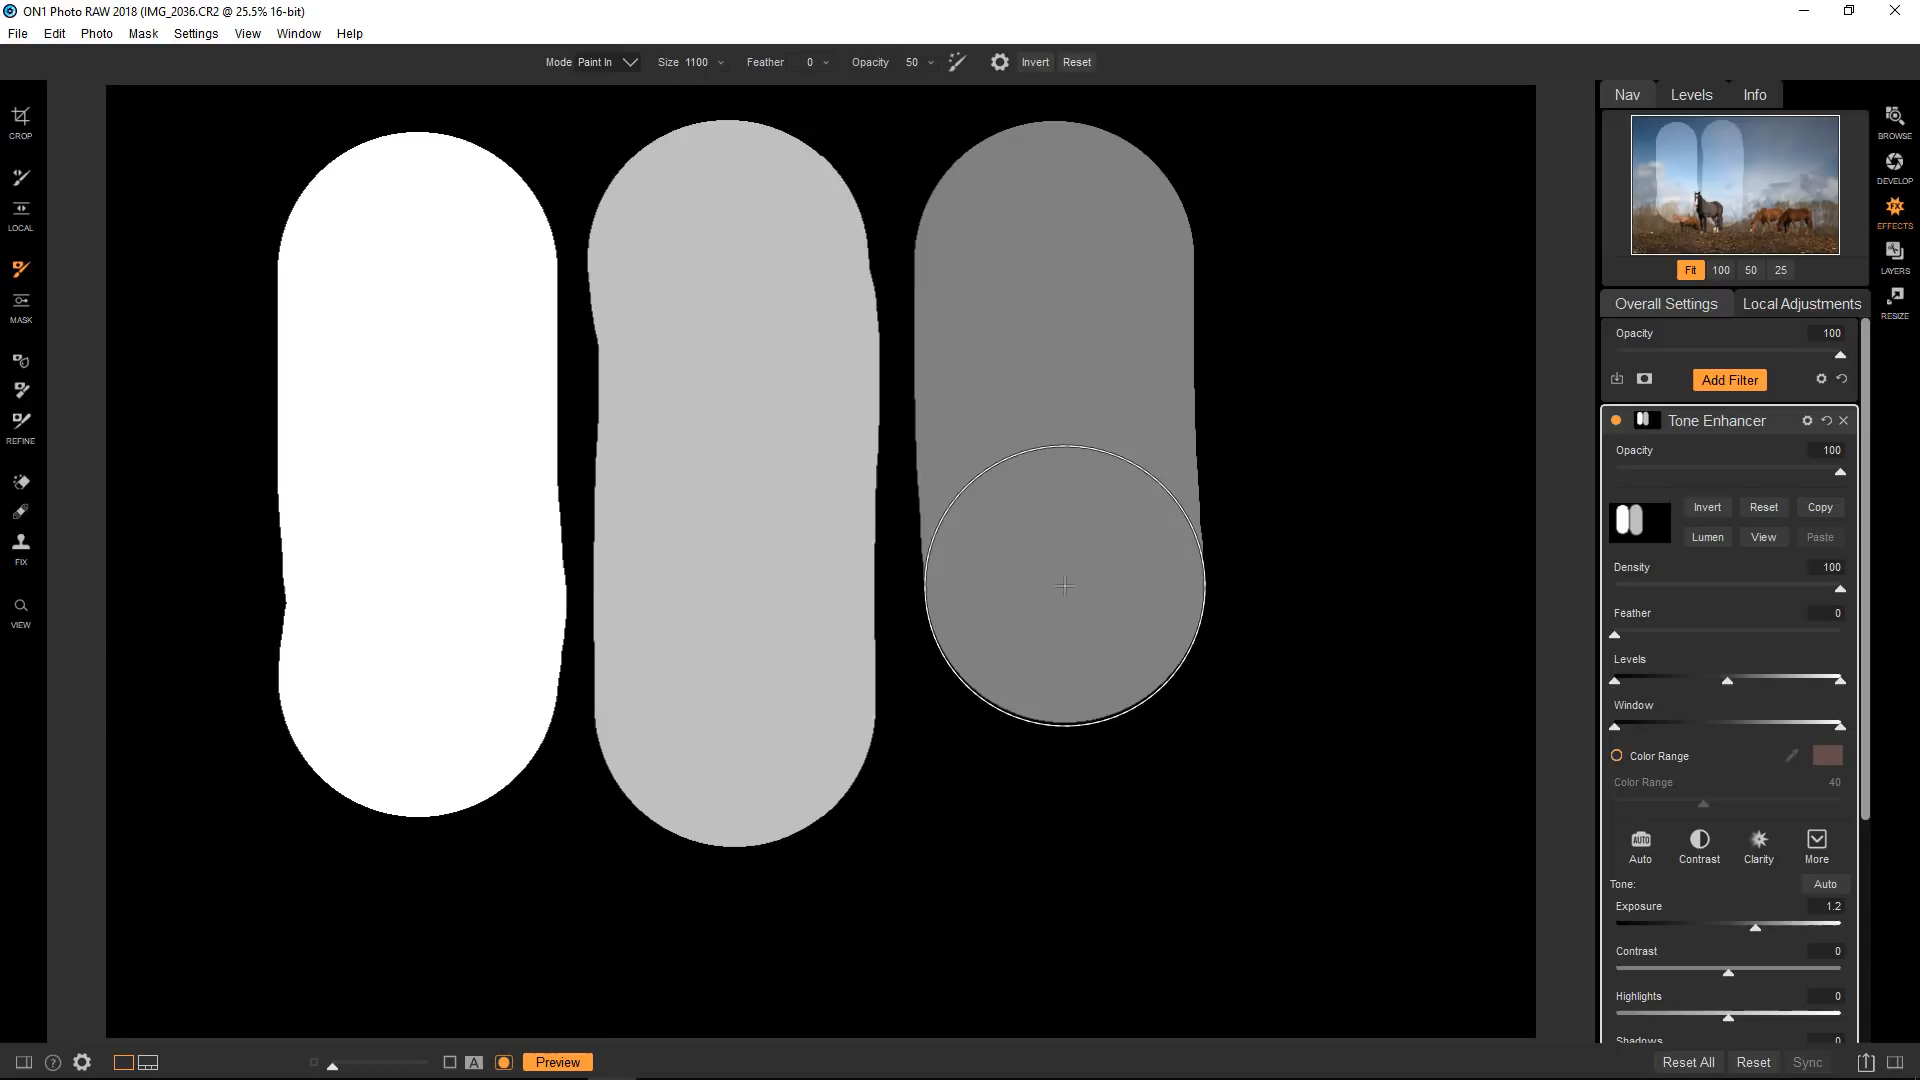 ON1 Photo RAW 2018 (IMG_2036.CR2 @ 25.5% 16-bit)
File Edit Photo Mask Settings View Window Help
Mode Paint In Size 1100 Feather 0 Opacity 50 Invert Reset
CROP
LOCAL
MASK
REFINE
FIX
VIEW
Nav Levels Info
Fit 100 50 25
BROWSE
DEVELOP
FX
EFFECTS
LAYERS
RESIZE
Overall Settings Local Adjustments
Opacity 100
Add Filter
Tone Enhancer
Opacity 100
Invert Reset Copy
Lumen View Paste
Density 100
Feather 0
Levels
Window
Color Range
Color Range 40
AUTO
Auto Contrast Clarity More
Tone: Auto
Exposure 1.2
Contrast 0
Highlights 0
Shadows 0
? A Preview
Reset All Reset Sync